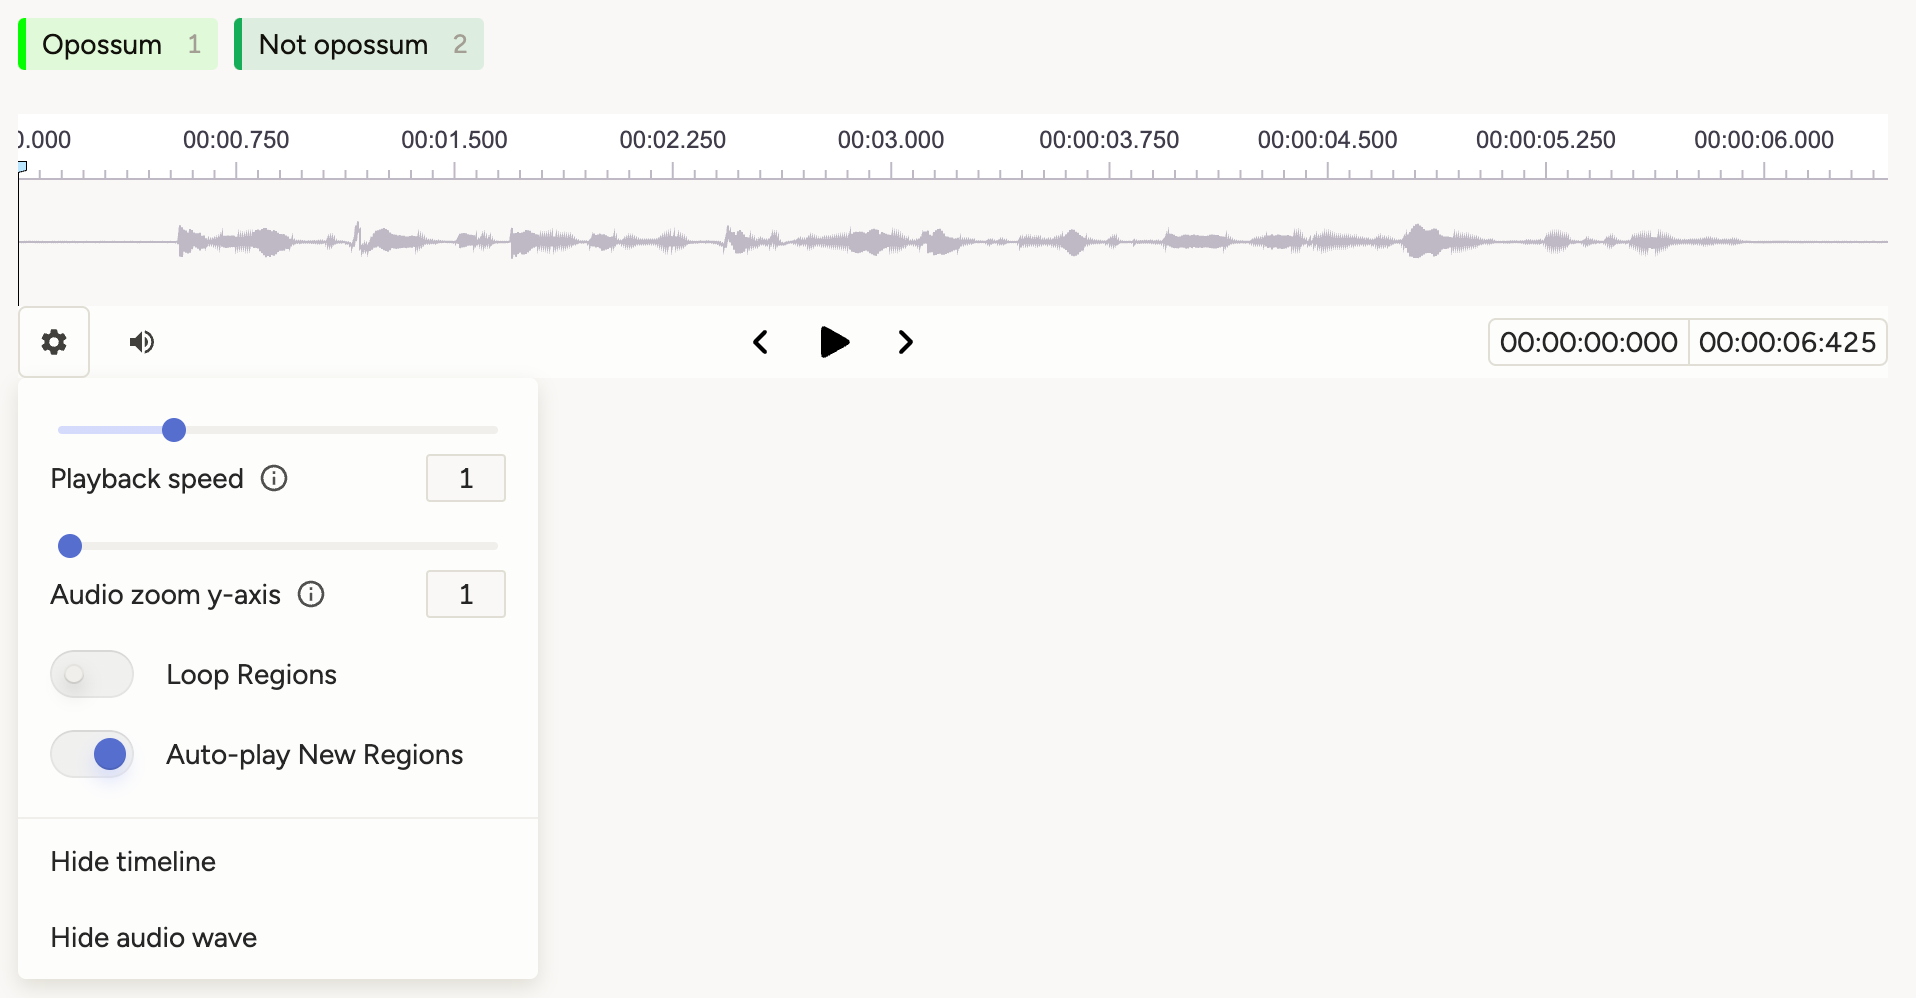 Opossum 1 Not opossum 2
0.000 00:00.750 00:01.500 00:02.250 00:03.000 00:00:03.750 00:00:04.500 00:00:05.250 00:00:06.000
00:00:00:000 00:00:06:425
Playback speed 1
Audio zoom y-axis 1
Loop Regions
Auto-play New Regions
Hide timeline
Hide audio wave